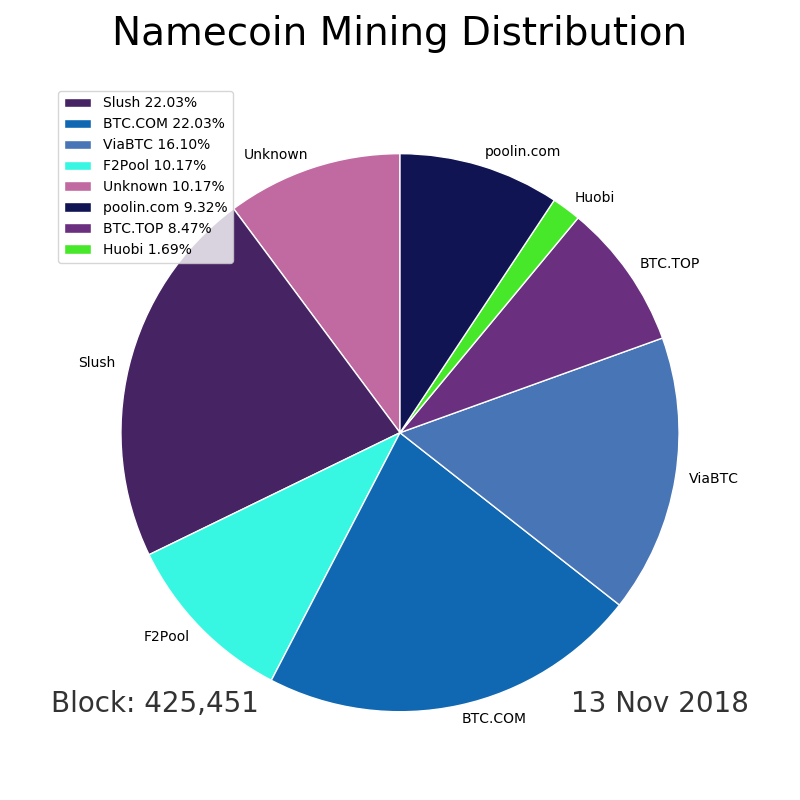 Namecoin Mining Distribution
Slush 22.03%
BTC.COM 22.03%
ViaBTC 16.10%
F2Pool 10.17%
Unknown 10.17%
poolin.com 9.32%
BTC.TOP 8.47%
Huobi 1.69%
Unknown
poolin.com
Huobi
BTC.TOP
Slush
ViaBTC
F2Pool
BTC.COM
Block: 425,451
13 Nov 2018